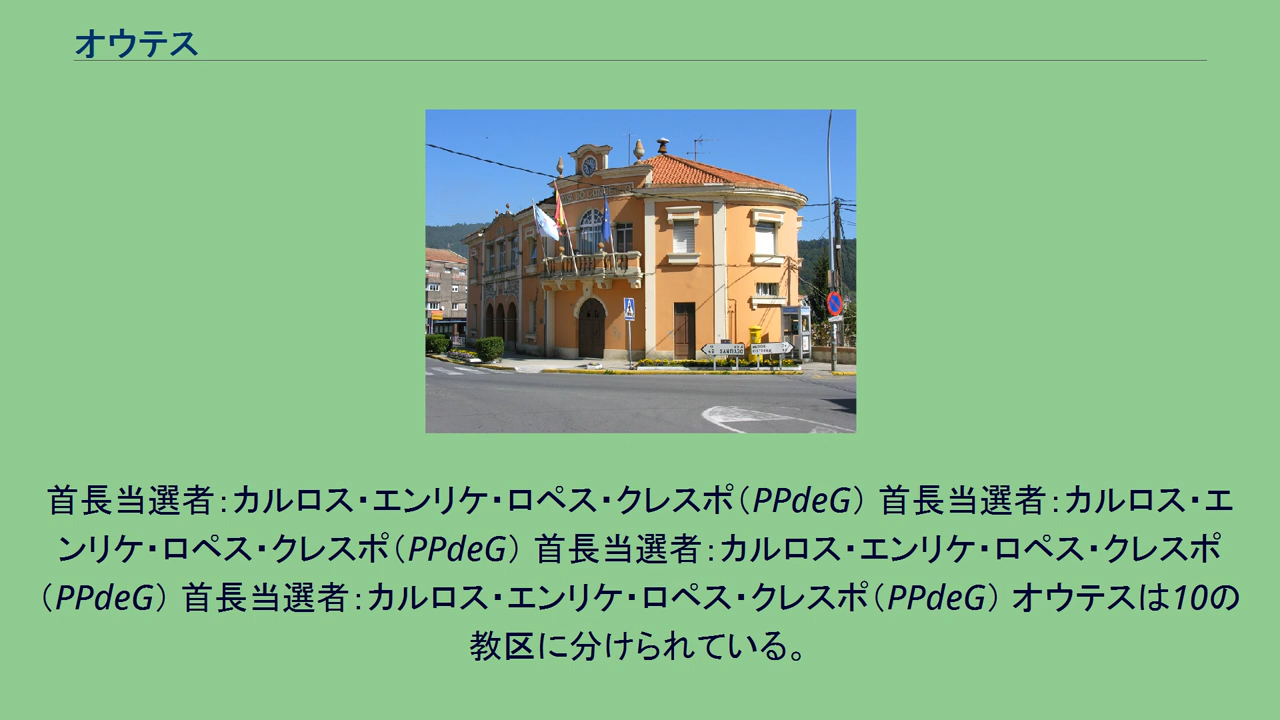 オウテス
SANTIAGO
首長当選者：カルロス・エンリケ・ロペス・クレスポ（PPdeG） 首長当選者：カルロス・エ
ンリケ・ロペス・クレスポ（PPdeG） 首長当選者：カルロス・エンリケ・ロペス・クレスポ
（PPdeG） 首長当選者：カルロス・エンリケ・ロペス・クレスポ（PPdeG） オウテスは10の
教区に分けられている。